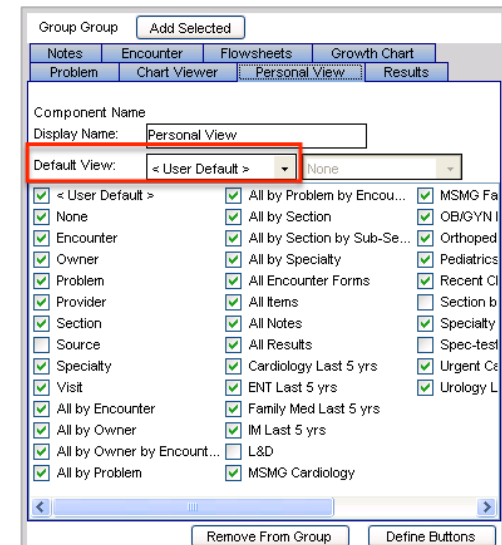 Group Group Add Selected
Notes Encounter Flowsheets Growth Chart
Problem Chart Viewer Personal View Results
Component Name
Display Name: Personal View
Default View: < User Default > None
< User Default > All by Problem by Encou... MSMG Fa
None All by Section OB/GYN
Encounter All by Section by Sub-Se... Orthoped
Owner All by Specialty Pediatrics
Problem All Encounter Forms Recent Cl
Provider All Items Section b
Section All Notes Specialty
Source All Results Spec-test
Specialty Cardiology Last 5 yrs Urgent Ca
Visit ENT Last 5 yrs Urology L
All by Encounter Family Med Last 5 yrs
All by Owner IM Last 5 yrs
All by Owner by Encount... L&D
All by Problem MSMG Cardiology
Remove From Group Define Buttons